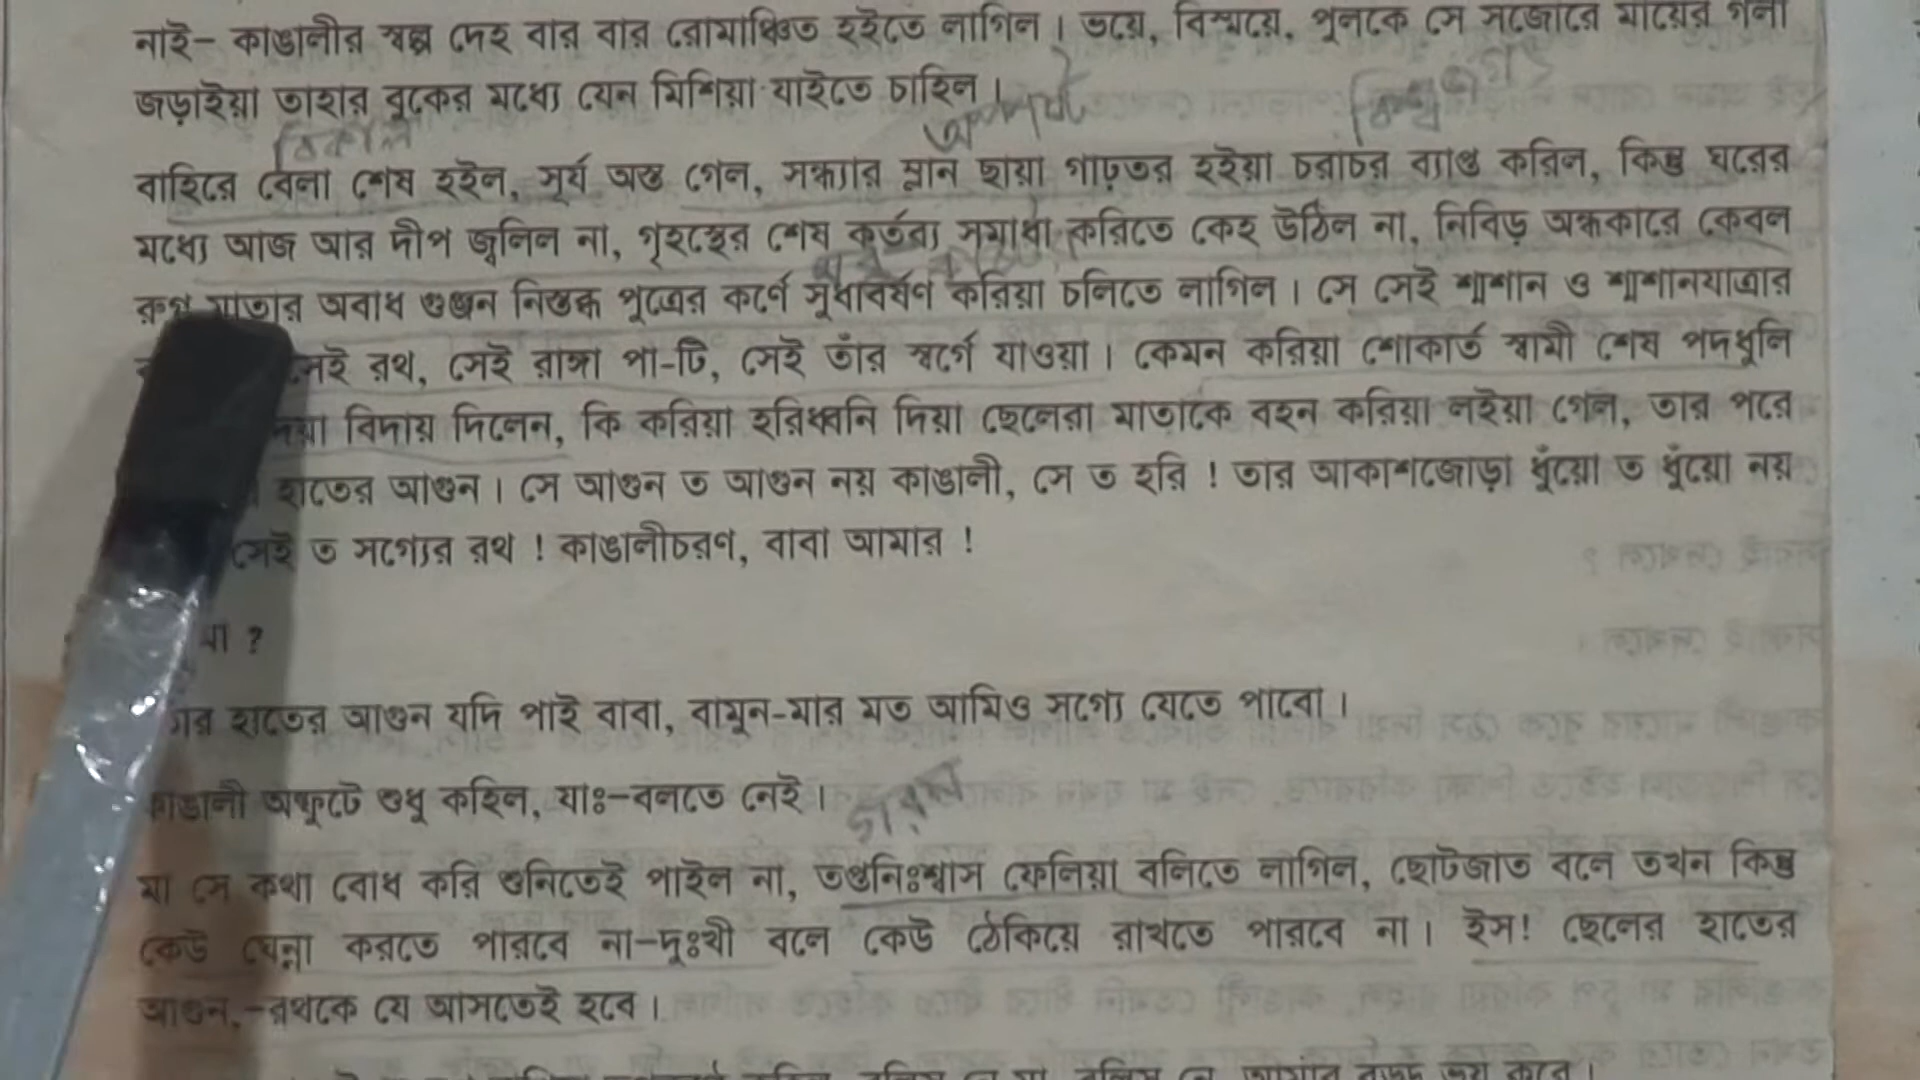 নাই- কাঙালীর স্বল্প দেহ বার বার রোমাঞ্চিত হইতে লাগিল। ভয়ে, বিস্ময়ে, পুলকে সে সজোরে মায়ের গলা
জড়াইয়া তাহার বুকের মধ্যে যেন মিশিয়া যাইতে চাহিল।
বিকাল অস্পষ্ট
বাহিরে বেলা শেষ হইল, সূর্য অস্ত গেল, সন্ধ্যার ম্লান ছায়া গাঢ়তর হইয়া চরাচর ব্যাপ্ত করিল, কিন্তু ঘরের
মধ্যে আজ আর দীপ জ্বলিল না, গৃহস্থের শেষ কর্তব্য সমাধা করিতে কেহ উঠিল না, নিবিড় অন্ধকারে কেবল
রুগ্ন মাতার অবাধ গুঞ্জন নিস্তব্ধ পুত্রের কর্ণে সুধাবর্ষণ করিয়া চলিতে লাগিল। সে সেই শ্মশান ও শ্মশানযাত্রার
সেই রথ, সেই রাঙ্গা পা-টি, সেই তাঁর স্বর্গে যাওয়া। কেমন করিয়া শোকার্ত স্বামী শেষ পদধূলি
দিয়া বিদায় দিলেন, কি করিয়া হরিধ্বনি দিয়া ছেলেরা মাতাকে বহন করিয়া লইয়া গেল, তার পরে
হাতের আগুন। সে আগুন ত আগুন নয় কাঙালী, সে ত হরি! তার আকাশজোড়া ধুঁয়ো ত ধুঁয়ো নয়
সেই ত সগ্যের রথ! কাঙালীচরণ, বাবা আমার!
মা?
হাতের আগুন যদি পাই বাবা, বামুন-মার মত আমিও সগ্যে যেতে পাবো।
কাঙালী অস্ফুটে শুধু কহিল, যাঃ-বলতে নেই।
গরম
মা সে কথা বোধ করি শুনিতেই পাইল না, তপ্তনিঃশ্বাস ফেলিয়া বলিতে লাগিল, ছোটজাত বলে তখন কিন্তু
কেউ ঘেন্না করতে পারবে না-দুঃখী বলে কেউ ঠেকিয়ে রাখতে পারবে না। ইস! ছেলের হাতের
আগুন,-রথকে যে আসতেই হবে।